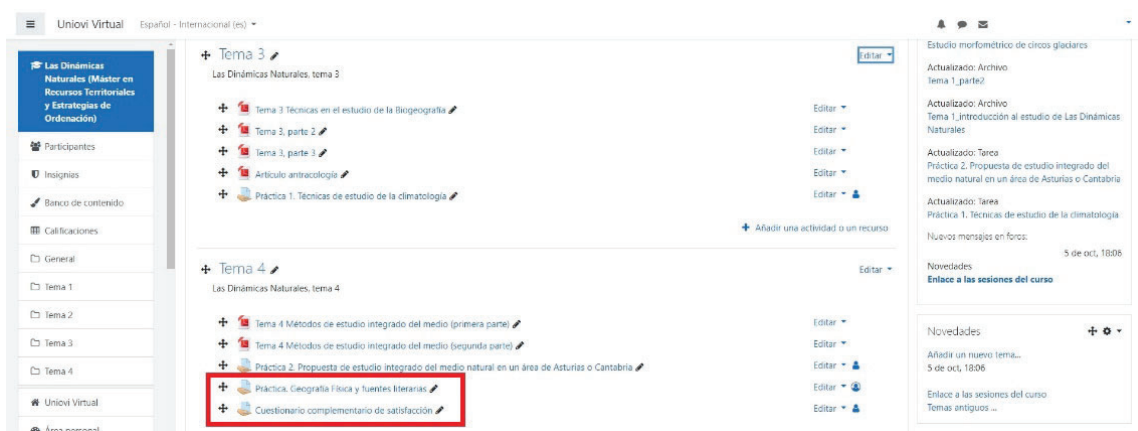 Uniovi Virtual Español - Internacional (es)
Las Dinámicas
Naturales (Máster en
Recursos Territoriales
y Estrategias de
Ordenación)
Participantes
Insignias
Banco de contenido
Calificaciones
General
Tema 1
Tema 2
Tema 3
Tema 4
Uniovi Virtual
Área personal
Tema 3
Editar
Las Dinámicas Naturales, tema 3
Tema 3 Técnicas en el estudio de la Biogeografía Editar
Tema 3, parte 2 Editar
Tema 3, parte 3 Editar
Artículo antracología Editar
Práctica 1. Técnicas de estudio de la climatología Editar
Añadir una actividad o un recurso
Tema 4
Editar
Las Dinámicas Naturales, tema 4
Tema 4 Métodos de estudio integrado del medio (primera parte) Editar
Tema 4 Métodos de estudio integrado del medio (segunda parte) Editar
Práctica 2. Propuesta de estudio integrado del medio natural en un área de Asturias o Cantabria Editar
Práctica. Geografía Física y fuentes literarias Editar
Cuestionario complementario de satisfacción Editar
Estudio morfométrico de circos glaciares
Actualizado: Archivo
Tema 1_parte2
Actualizado: Archivo
Tema 1_introducción al estudio de Las Dinámicas
Naturales
Actualizado: Tarea
Práctica 2. Propuesta de estudio integrado del
medio natural en un área de Asturias o Cantabria
Actualizado: Tarea
Práctica 1. Técnicas de estudio de la climatología
Nuevos mensajes en foros:
5 de oct, 18:06
Novedades
Enlace a las sesiones del curso
Novedades
Añadir un nuevo tema...
5 de oct, 18:06
Enlace a las sesiones del curso
Temas antiguos ...